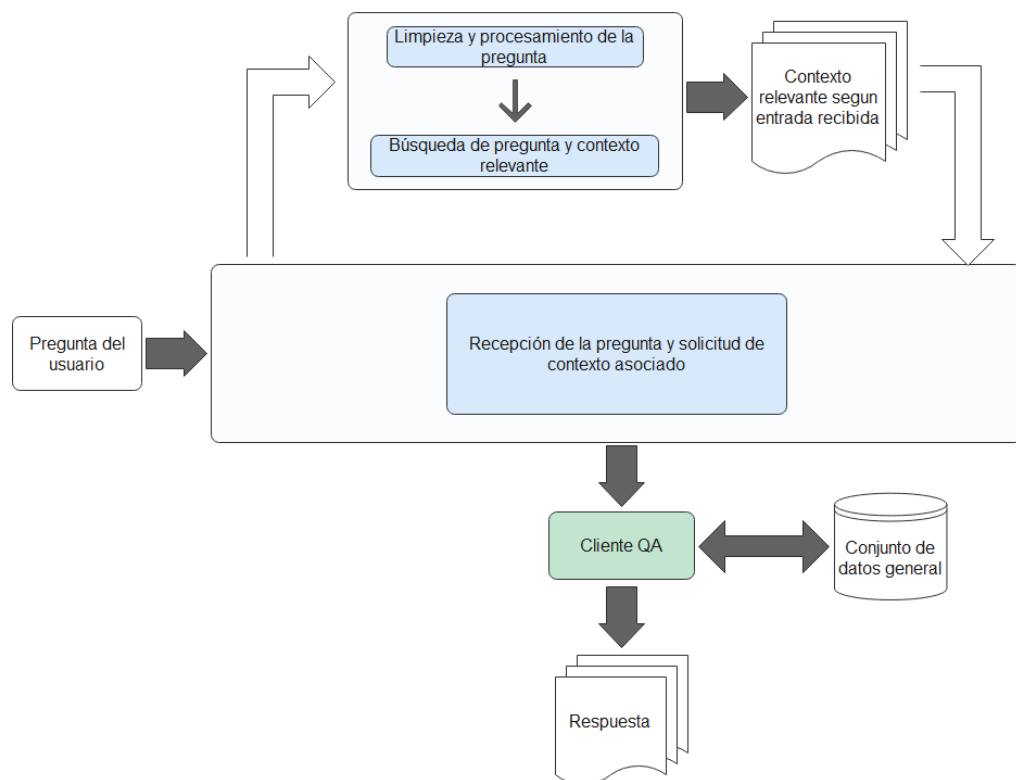 Limpieza y procesamiento de la
pregunta
Búsqueda de pregunta y contexto
relevante
Contexto
relevante segun
entrada recibida
Pregunta del
usuario
Recepción de la pregunta y solicitud de
contexto asociado
Cliente QA
Conjunto de
datos general
Respuesta